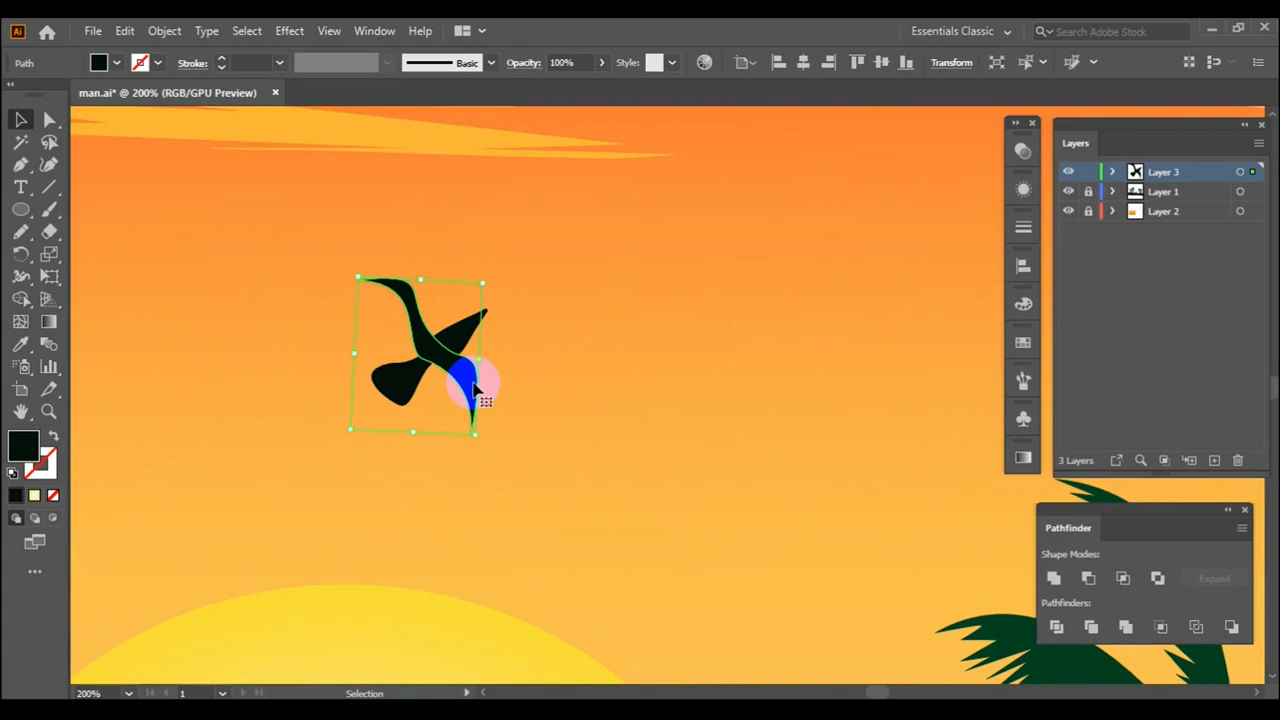 Ai File Edit Object Type Select Effect View Window Help Essentials Classic Search Adobe Stock
Path Stroke: Basic Opacity: 100% Style: Transform
man.ai* @ 200% (RGB/GPU Preview)
Layers
Layer 3
Layer 1
Layer 2
3 Layers
Pathfinder
Shape Modes:
Expand
Pathfinders:
200% 1 Selection